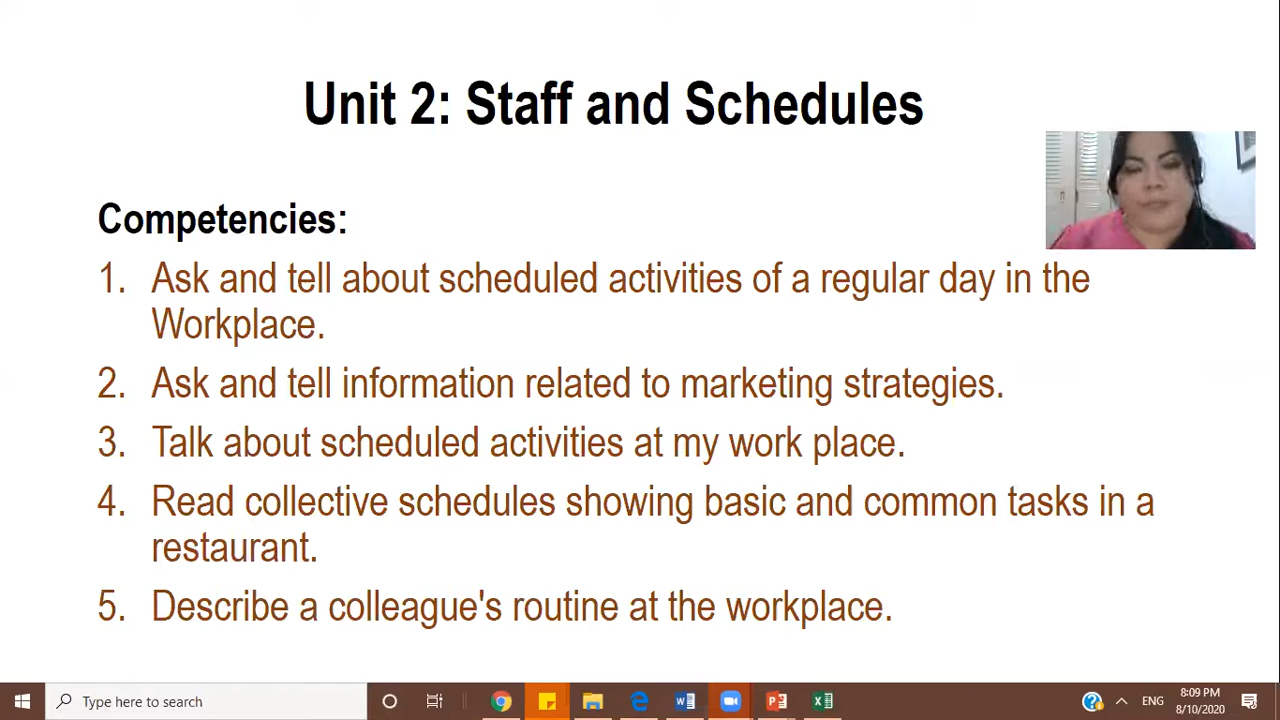 Unit 2: Staff and Schedules
Competencies:
1. Ask and tell about scheduled activities of a regular day in the
Workplace.
2. Ask and tell information related to marketing strategies.
3. Talk about scheduled activities at my work place.
4. Read collective schedules showing basic and common tasks in a
restaurant.
5. Describe a colleague's routine at the workplace.
Type here to search
ENG
8:09 PM
8/10/2020